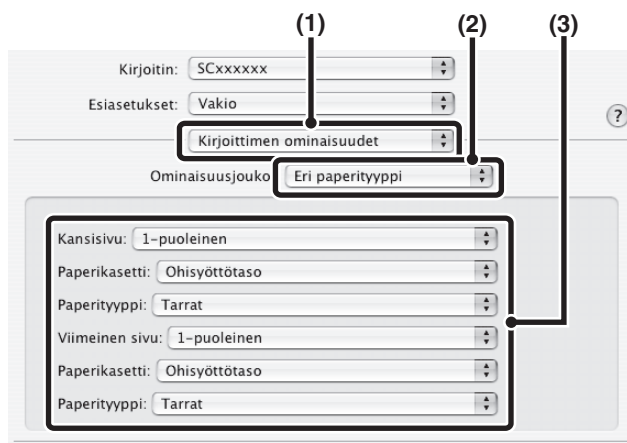 (1) (2) (3)
Kirjoitin: SCxxxxxx
Esiasetukset: Vakio
?
Kirjoittimen ominaisuudet
Ominaisuusjouko Eri paperityyppi
Kansisivu: 1-puoleinen
Paperikasetti: Ohisyöttötaso
Paperityyppi: Tarrat
Viimeinen sivu: 1-puoleinen
Paperikasetti: Ohisyöttötaso
Paperityyppi: Tarrat